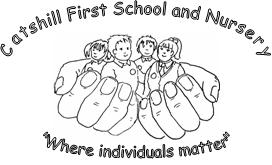 Catshill First School and Nursery
"Where individuals matter"